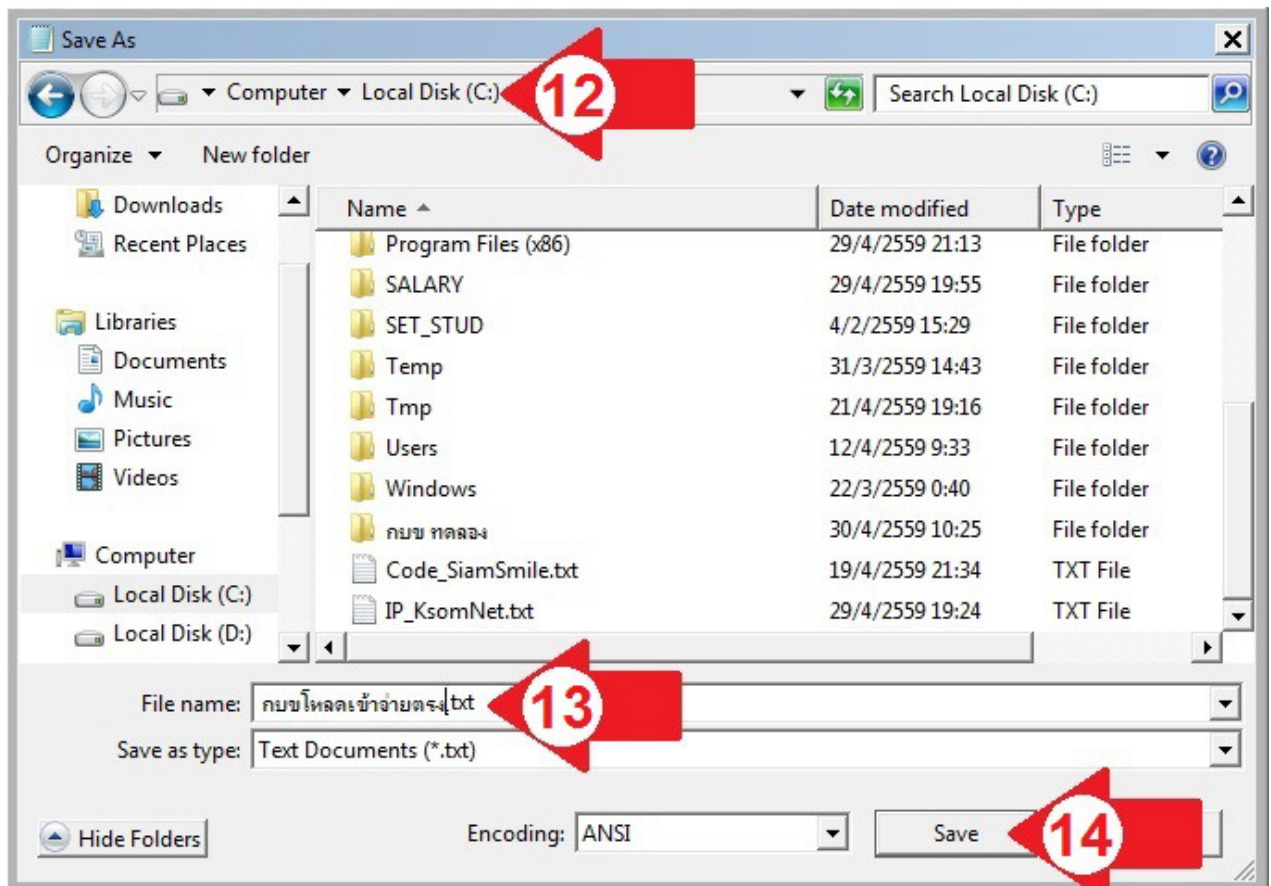 Save As
Computer Local Disk (C:) 12 Search Local Disk (C:)
Organize New folder
Name Date modified Type
Downloads
Recent Places
Libraries
Documents
Music
Pictures
Videos
Computer
Local Disk (C:)
Local Disk (D:)
Program Files (x86) 29/4/2559 21:13 File folder
SALARY 29/4/2559 19:55 File folder
SET_STUD 4/2/2559 15:29 File folder
Temp 31/3/2559 14:43 File folder
Tmp 21/4/2559 19:16 File folder
Users 12/4/2559 9:33 File folder
Windows 22/3/2559 0:40 File folder
กบข ทดลอง 30/4/2559 10:25 File folder
Code_SiamSmile.txt 19/4/2559 21:34 TXT File
IP_KsomNet.txt 29/4/2559 19:24 TXT File
File name: กบขโหลดเข้าจ่ายตรง.txt 13
Save as type: Text Documents (*.txt)
Hide Folders Encoding: ANSI Save 14